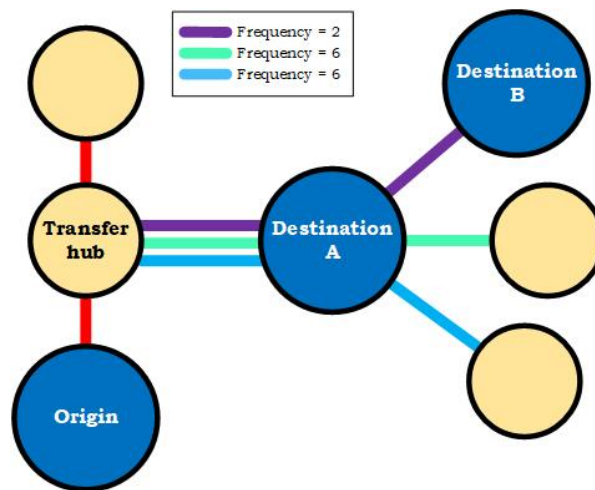 Frequency = 2
Frequency = 6
Frequency = 6
Destination
B
Transfer
hub
Destination
A
Origin